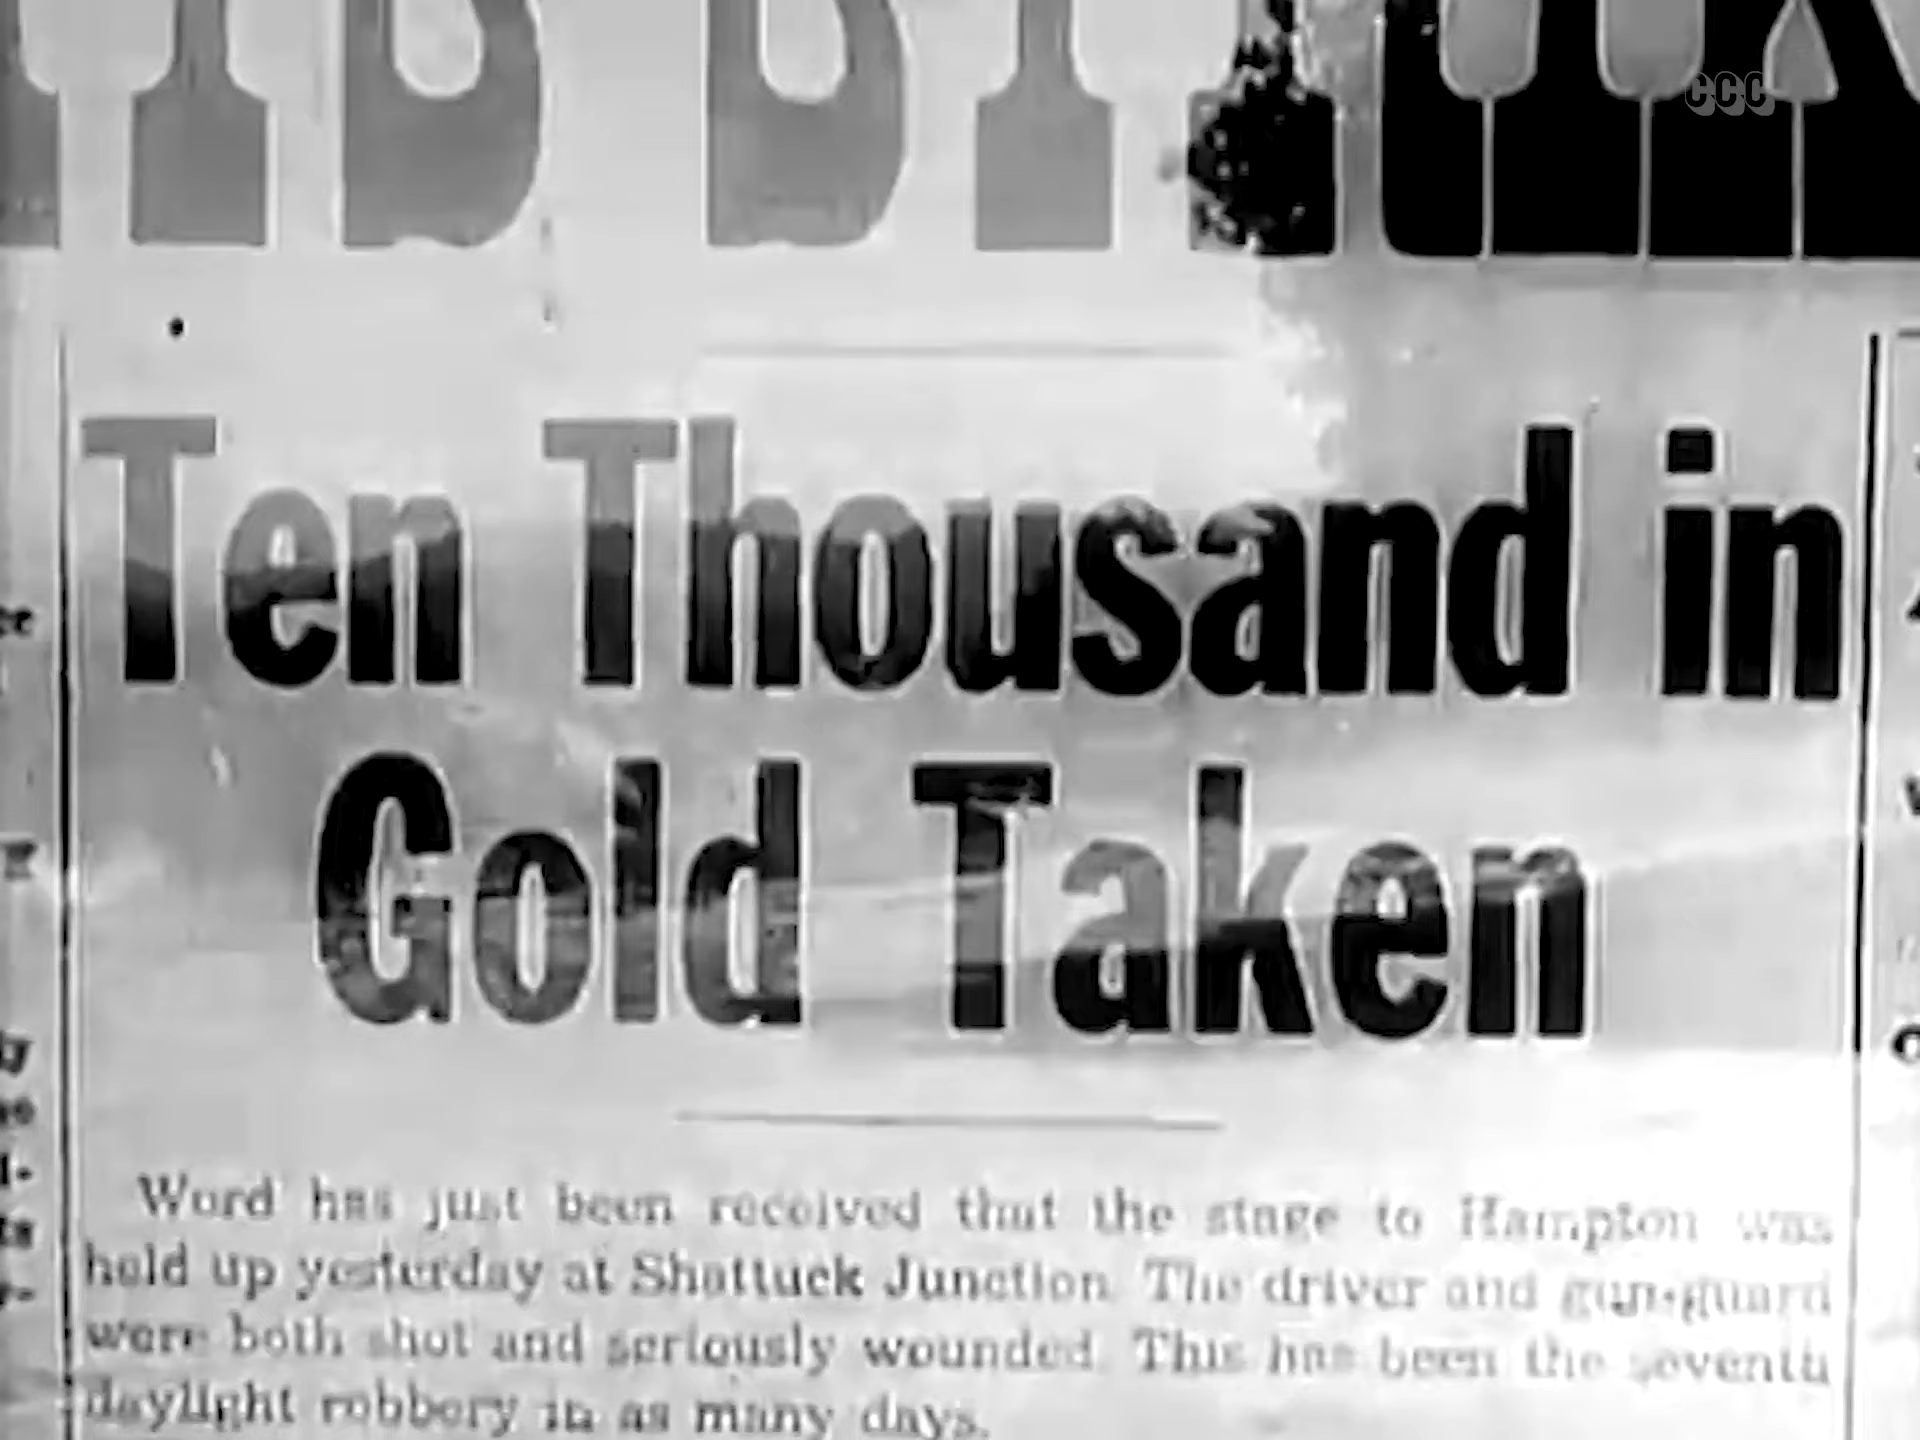 CCC
Ten Thousand in
Gold Taken
Word has just been received that the stage to Hampton was
held up yesterday at Shattuck Junction. The driver and gun-guard
were both shot and seriously wounded. This has been the seventh
daylight robbery in as many days.